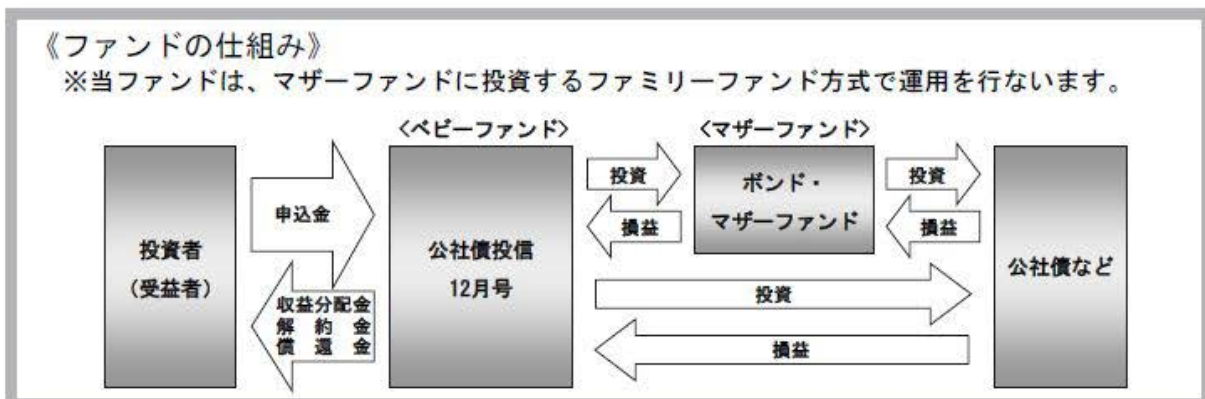 《ファンドの仕組み》
※当ファンドは、マザーファンドに投資するファミリーファンド方式で運用を行ないます。
〈ベビーファンド〉
〈マザーファンド〉
投資者
(受益者)
申込金
収益分配金
解約金
償還金
公社債投信
12月号
投資
損益
ボンド・
マザーファンド
投資
損益
投資
損益
公社債など